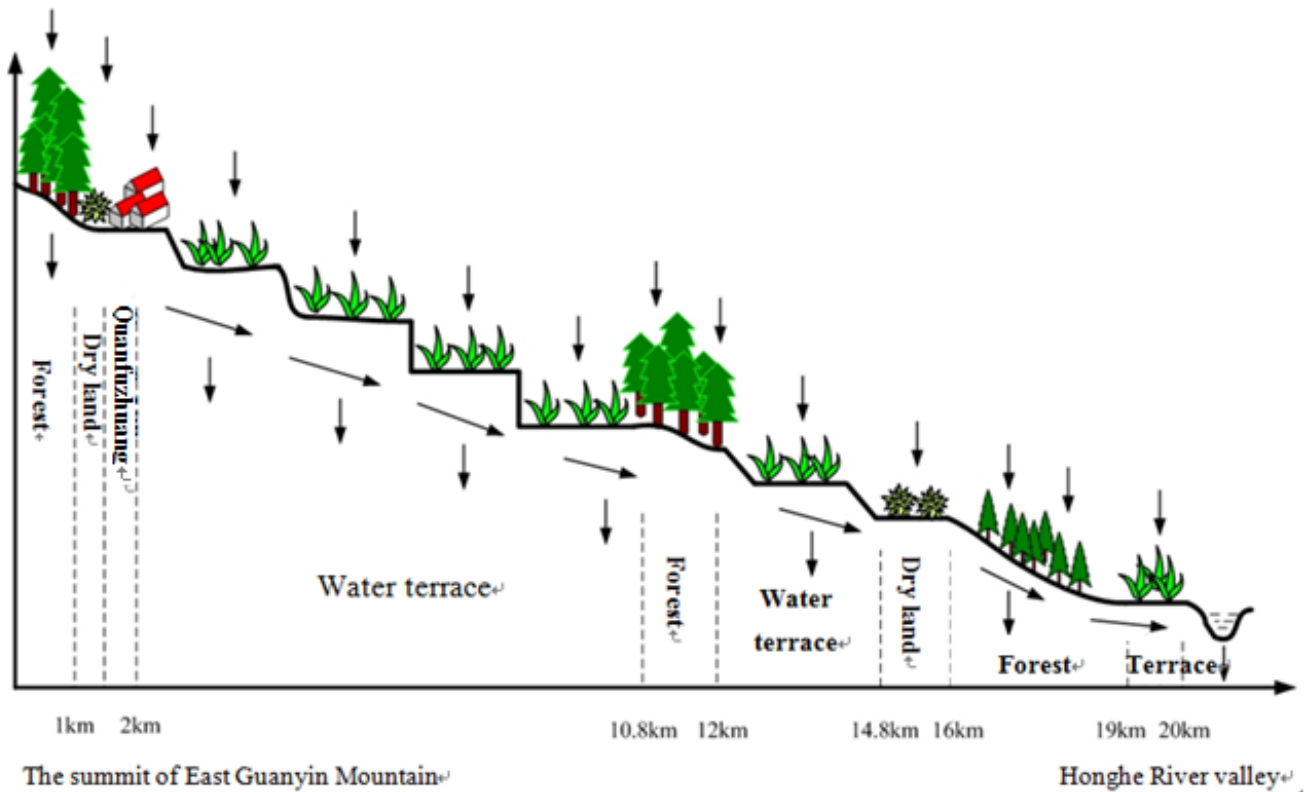 Forest
Dry land
Quanfuzhuang
Water terrace
Forest
Water
terrace
Dry land
Forest
Terrace
1km 2km 10.8km 12km 14.8km 16km 19km 20km
The summit of East Guanyin Mountain Honghe River valley